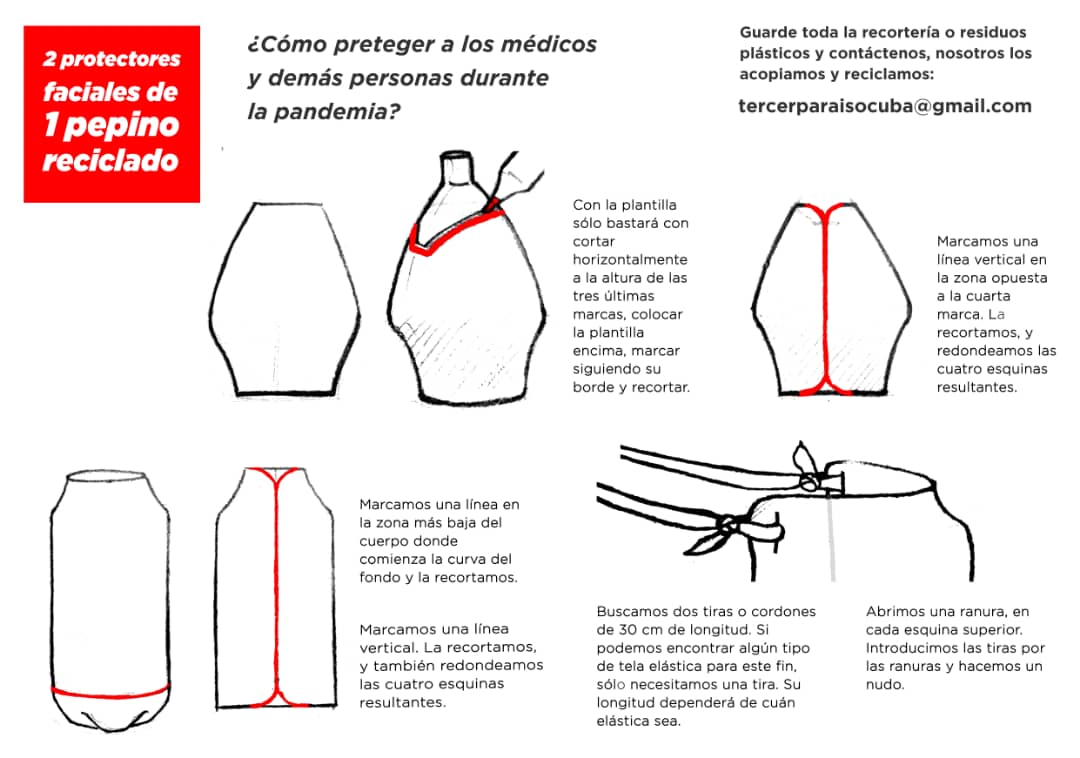 2 protectores
faciales de
1 pepino
reciclado
¿Cómo preteger a los médicos
y demás personas durante
la pandemia?
Guarde toda la recortería o residuos
plásticos y contáctenos, nosotros los
acopiamos y reciclamos:
tercerparaisocuba@gmail.com
Con la plantilla
sólo bastará con
cortar
horizontalmente
a la altura de las
tres últimas
marcas, colocar
la plantilla
encima, marcar
siguiendo su
borde y recortar.
Marcamos una
línea vertical en
la zona opuesta
a la cuarta
marca. La
recortamos, y
redondeamos las
cuatro esquinas
resultantes.
Marcamos una línea en
la zona más baja del
cuerpo donde
comienza la curva del
fondo y la recortamos.
Marcamos una línea
vertical. La recortamos,
y también redondeamos
las cuatro esquinas
resultantes.
Buscamos dos tiras o cordones
de 30 cm de longitud. Si
podemos encontrar algún tipo
de tela elástica para este fin,
sólo necesitamos una tira. Su
longitud dependerá de cuán
elástica sea.
Abrimos una ranura, en
cada esquina superior.
Introducimos las tiras por
las ranuras y hacemos un
nudo.